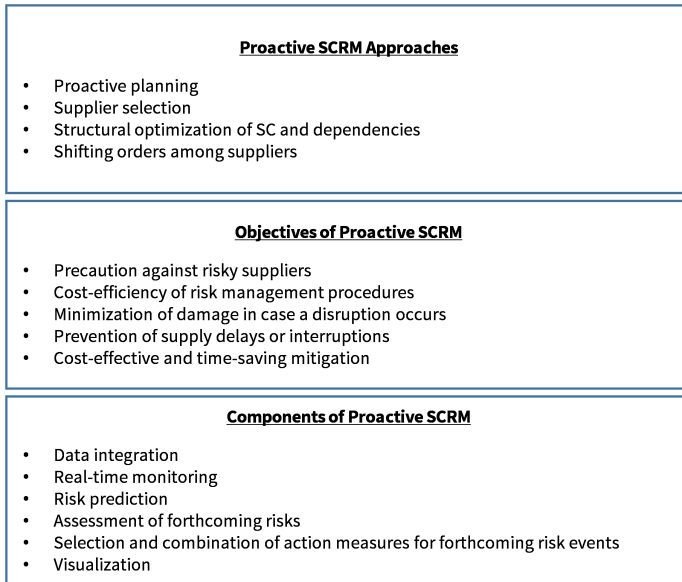 Proactive SCRM Approaches
• Proactive planning
• Supplier selection
• Structural optimization of SC and dependencies
• Shifting orders among suppliers
Objectives of Proactive SCRM
• Precaution against risky suppliers
• Cost-efficiency of risk management procedures
• Minimization of damage in case a disruption occurs
• Prevention of supply delays or interruptions
• Cost-effective and time-saving mitigation
Components of Proactive SCRM
• Data integration
• Real-time monitoring
• Risk prediction
• Assessment of forthcoming risks
• Selection and combination of action measures for forthcoming risk events
• Visualization